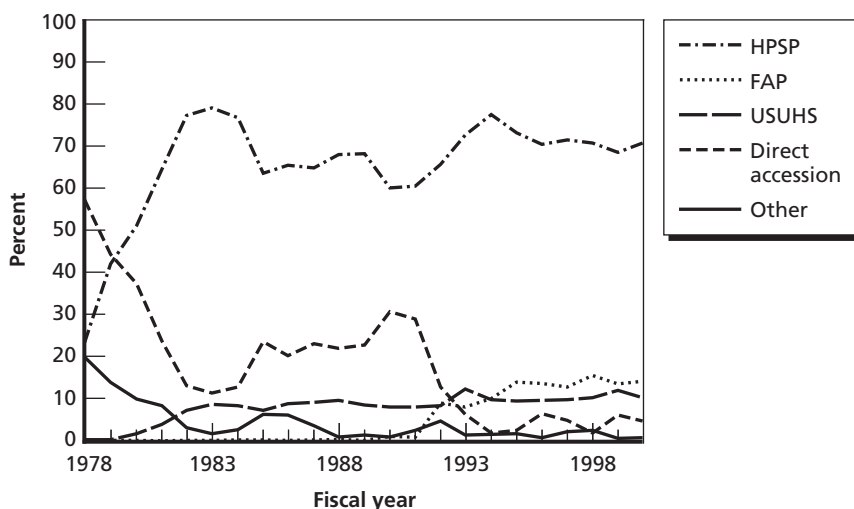 100
90
80
70
60
50
40
30
20
10
0
Percent
1978
1983
1988
1993
1998
Fiscal year
HPSP
FAP
USUHS
Direct
accession
Other